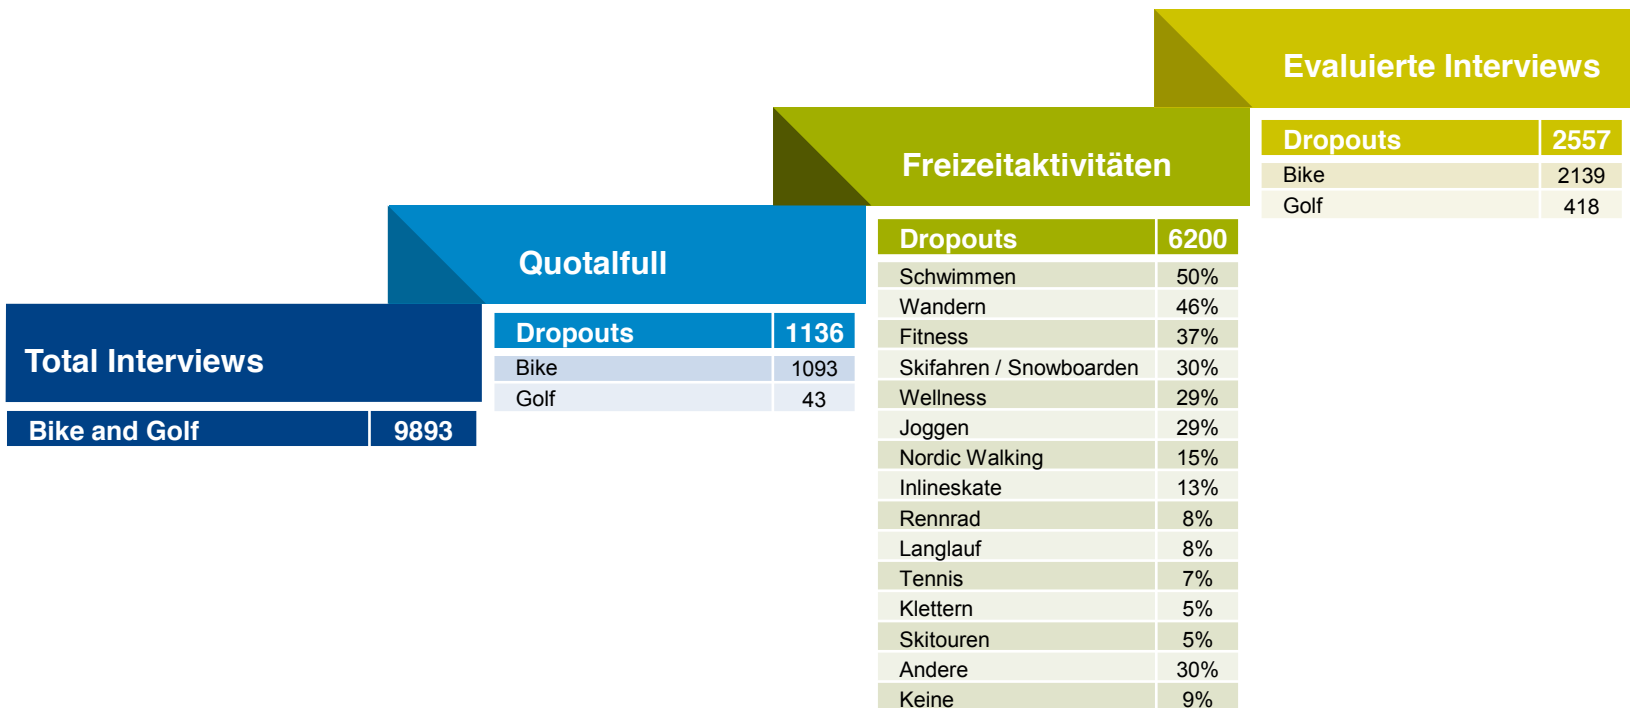 Total Interviews
Bike and Golf 9893
Quotalfull
Dropouts 1136
Bike 1093
Golf 43
Freizeitaktivitäten
Dropouts 6200
Schwimmen 50%
Wandern 46%
Fitness 37%
Skifahren / Snowboarden 30%
Wellness 29%
Joggen 29%
Nordic Walking 15%
Inlineskate 13%
Rennrad 8%
Langlauf 8%
Tennis 7%
Klettern 5%
Skitouren 5%
Andere 30%
Keine 9%
Evaluierte Interviews
Dropouts 2557
Bike 2139
Golf 418